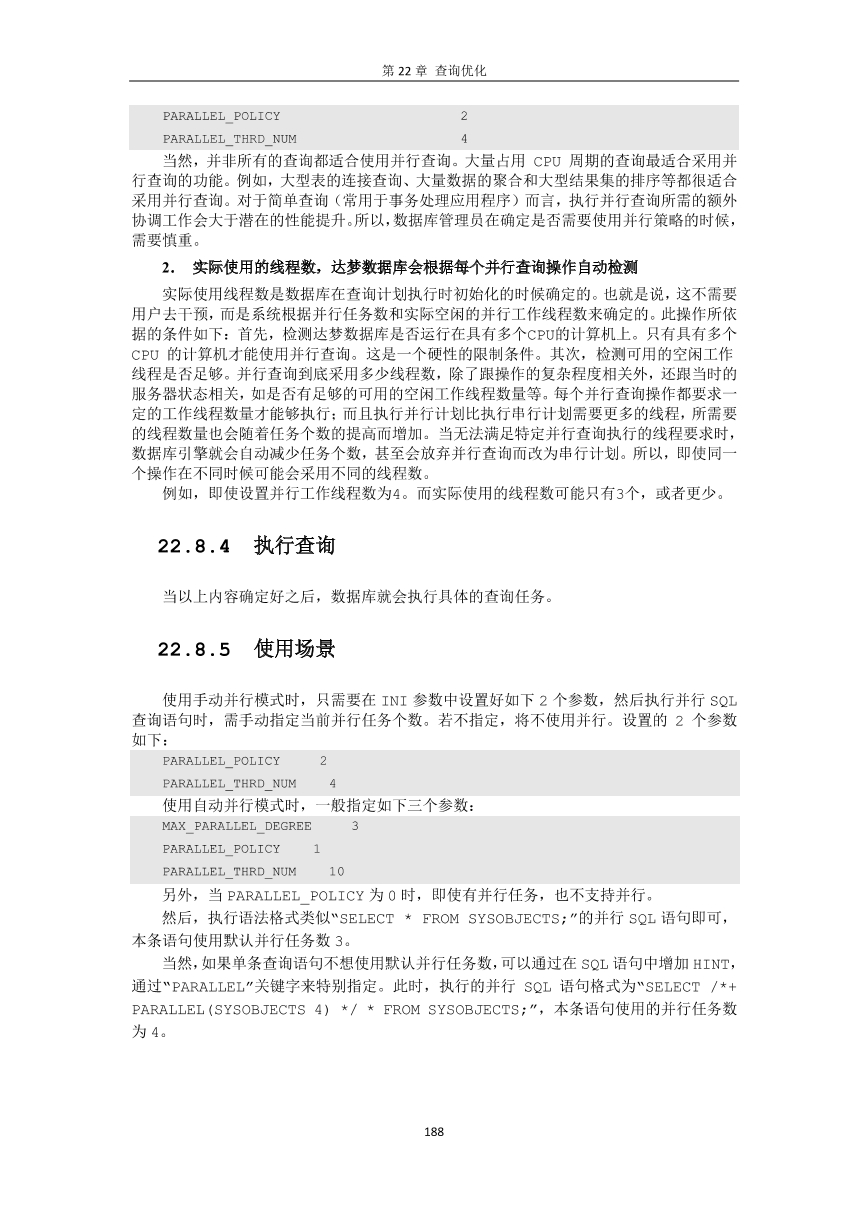 第 22 章 查询优化
PARALLEL_POLICY 2
PARALLEL_THRD_NUM 4
当然，并非所有的查询都适合使用并行查询。大量占用 CPU 周期的查询最适合采用并
行查询的功能。例如，大型表的连接查询、大量数据的聚合和大型结果集的排序等都很适合
采用并行查询。对于简单查询（常用于事务处理应用程序）而言，执行并行查询所需的额外
协调工作会大于潜在的性能提升。所以，数据库管理员在确定是否需要使用并行策略的时候，
需要慎重。
2. 实际使用的线程数，达梦数据库会根据每个并行查询操作自动检测
实际使用线程数是数据库在查询计划执行时初始化的时候确定的。也就是说，这不需要
用户去干预，而是系统根据并行任务数和实际空闲的并行工作线程数来确定的。此操作所依
据的条件如下：首先，检测达梦数据库是否运行在具有多个CPU的计算机上。只有具有多个
CPU 的计算机才能使用并行查询。这是一个硬性的限制条件。其次，检测可用的空闲工作
线程是否足够。并行查询到底采用多少线程数，除了跟操作的复杂程度相关外，还跟当时的
服务器状态相关，如是否有足够的可用的空闲工作线程数量等。每个并行查询操作都要求一
定的工作线程数量才能够执行；而且执行并行计划比执行串行计划需要更多的线程，所需要
的线程数量也会随着任务个数的提高而增加。当无法满足特定并行查询执行的线程要求时，
数据库引擎就会自动减少任务个数，甚至会放弃并行查询而改为串行计划。所以，即使同一
个操作在不同时候可能会采用不同的线程数。
例如，即使设置并行工作线程数为4。而实际使用的线程数可能只有3个，或者更少。
22.8.4 执行查询
当以上内容确定好之后，数据库就会执行具体的查询任务。
22.8.5 使用场景
使用手动并行模式时，只需要在 INI 参数中设置好如下 2 个参数，然后执行并行 SQL
查询语句时，需手动指定当前并行任务个数。若不指定，将不使用并行。设置的 2 个参数
如下：
PARALLEL_POLICY 2
PARALLEL_THRD_NUM 4
使用自动并行模式时，一般指定如下三个参数：
MAX_PARALLEL_DEGREE 3
PARALLEL_POLICY 1
PARALLEL_THRD_NUM 10
另外，当 PARALLEL_POLICY 为 0 时，即使有并行任务，也不支持并行。
然后，执行语法格式类似“SELECT * FROM SYSOBJECTS;”的并行 SQL 语句即可，
本条语句使用默认并行任务数 3。
当然，如果单条查询语句不想使用默认并行任务数，可以通过在 SQL 语句中增加 HINT，
通过“PARALLEL”关键字来特别指定。此时，执行的并行 SQL 语句格式为“SELECT /*+
PARALLEL(SYSOBJECTS 4) */ * FROM SYSOBJECTS;”，本条语句使用的并行任务数
为 4。
188